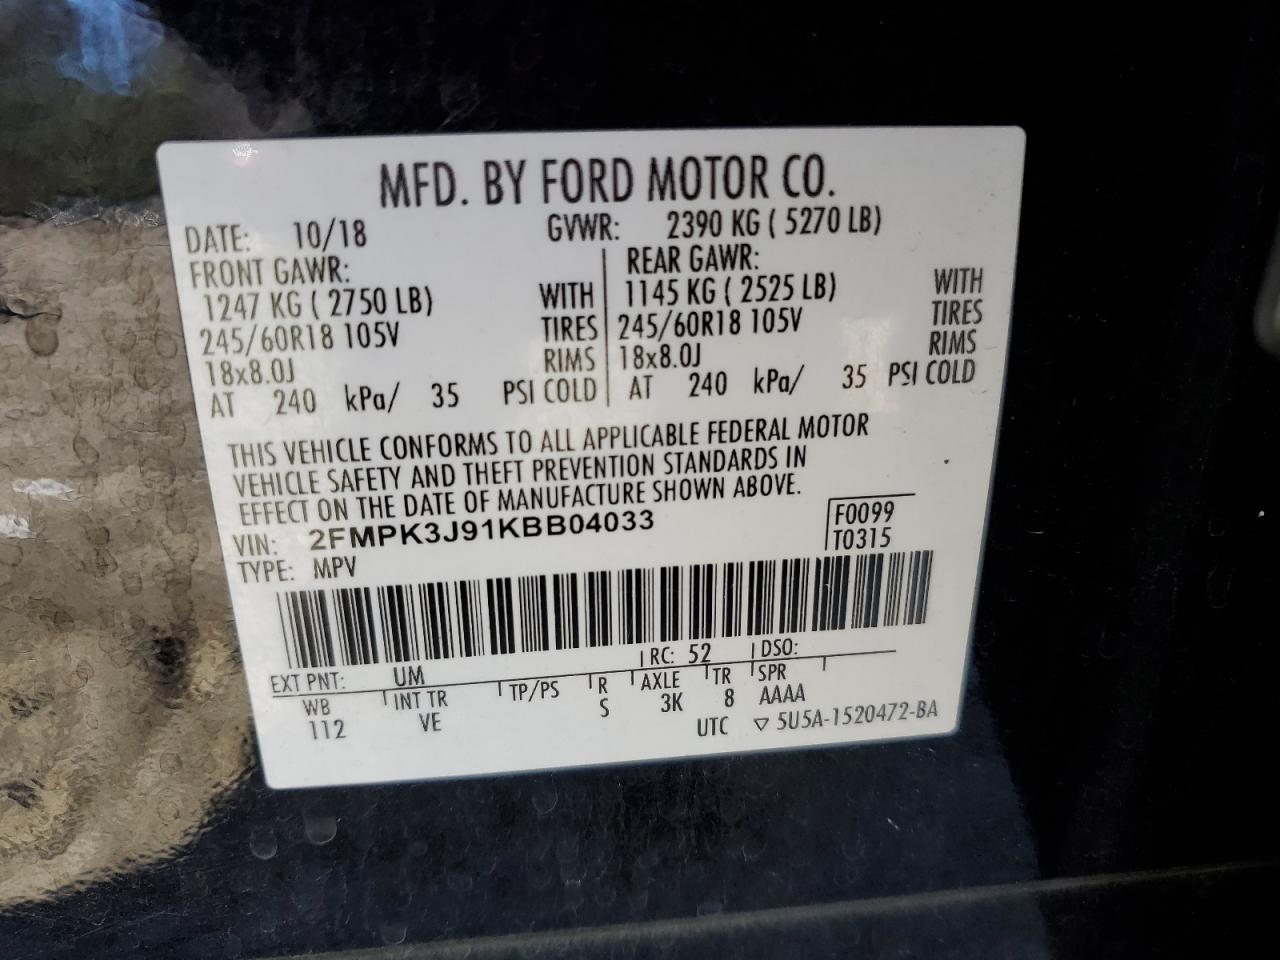 MFD. BY FORD MOTOR CO.
DATE: 10/18 GVWR: 2390 KG ( 5270 LB)
FRONT GAWR: REAR GAWR:
1247 KG ( 2750 LB) WITH 1145 KG ( 2525 LB) WITH
245/60R18 105V TIRES 245/60R18 105V TIRES
18x8.0J RIMS 18x8.0J RIMS
AT 240 kPa/ 35 PSI COLD AT 240 kPa/ 35 PSI COLD
THIS VEHICLE CONFORMS TO ALL APPLICABLE FEDERAL MOTOR
VEHICLE SAFETY AND THEFT PREVENTION STANDARDS IN
EFFECT ON THE DATE OF MANUFACTURE SHOWN ABOVE.
VIN: 2FMPK3J91KBB04033 F0099
TYPE: MPV T0315
EXT PNT: UM RC: 52 DSO:
WB INT TR TP/PS R AXLE TR SPR
112 VE S 3K 8 AAAA
UTC ▽ 5U5A-1520472-BA